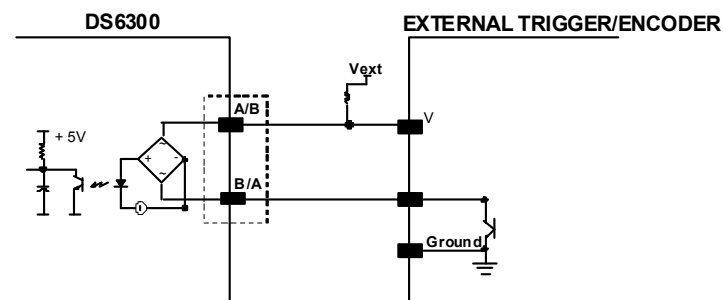 DS6300
EXTERNAL TRIGGER/ENCODER
Vext
A/B
V
+ 5V
~
+ -
~
B/A
I
Ground